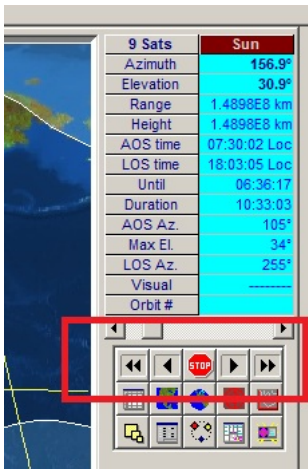 9 Sats Sun
Azimuth 156.9°
Elevation 30.9°
Range 1.4898E8 km
Height 1.4898E8 km
AOS time 07:30:02 Loc
LOS time 18:03:05 Loc
Until 06:36:17
Duration 10:33:03
AOS Az. 105°
Max El. 34°
LOS Az. 255°
Visual -------
Orbit #
STOP